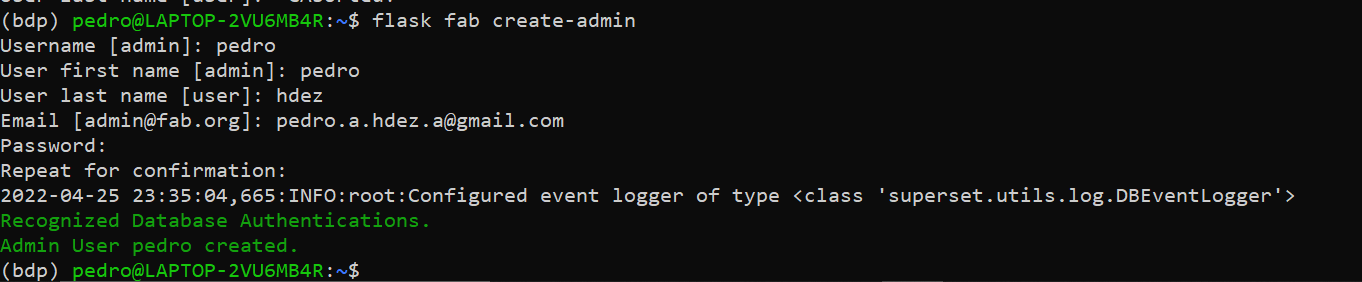 (bdp) pedro@LAPTOP-2VU6MB4R:~$ flask fab create-admin
Username [admin]: pedro
User first name [admin]: pedro
User last name [user]: hdez
Email [admin@fab.org]: pedro.a.hdez.a@gmail.com
Password:
Repeat for confirmation:
2022-04-25 23:35:04,665:INFO:root:Configured event logger of type <class 'superset.utils.log.DBEventLogger'>
Recognized Database Authentications.
Admin User pedro created.
(bdp) pedro@LAPTOP-2VU6MB4R:~$